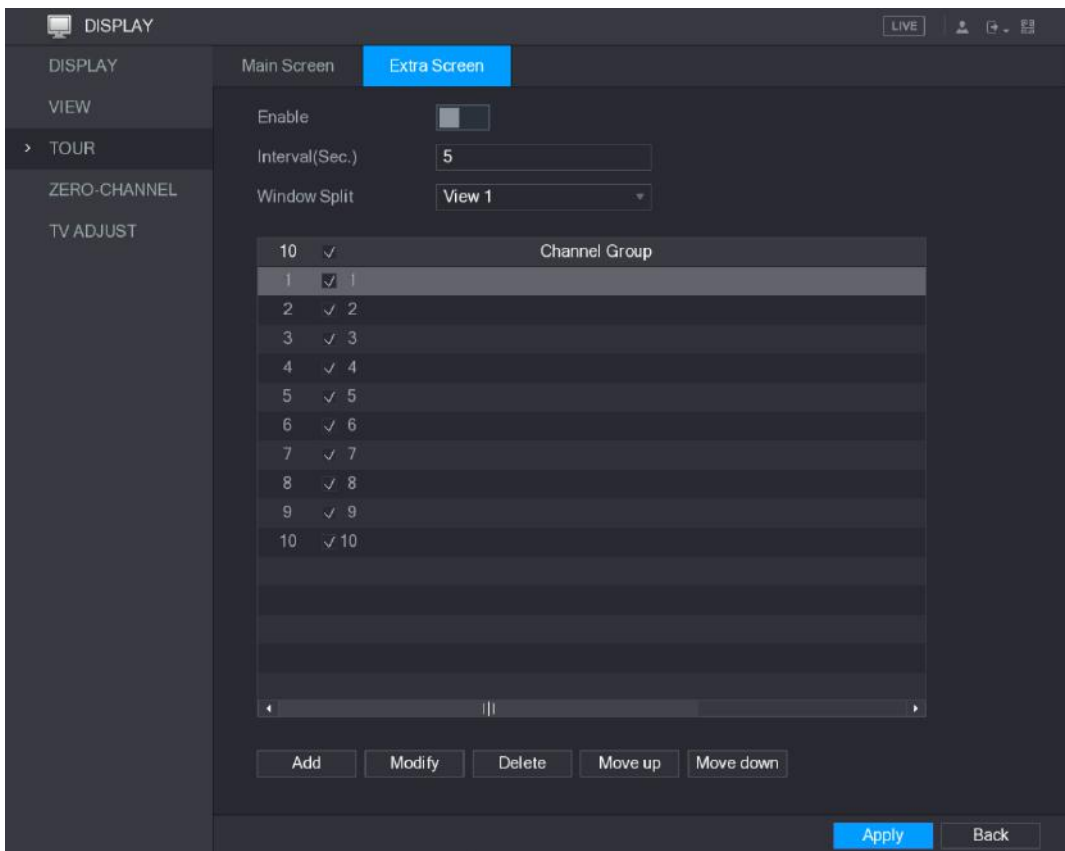 DISPLAY LIVE
DISPLAY Main Screen Extra Screen
VIEW Enable
TOUR Interval(Sec.) 5
ZERO-CHANNEL Window Split View 1
TV ADJUST
10 Channel Group
1 1
2 2
3 3
4 4
5 5
6 6
7 7
8 8
9 9
10 10
Add Modify Delete Move up Move down
Apply Back